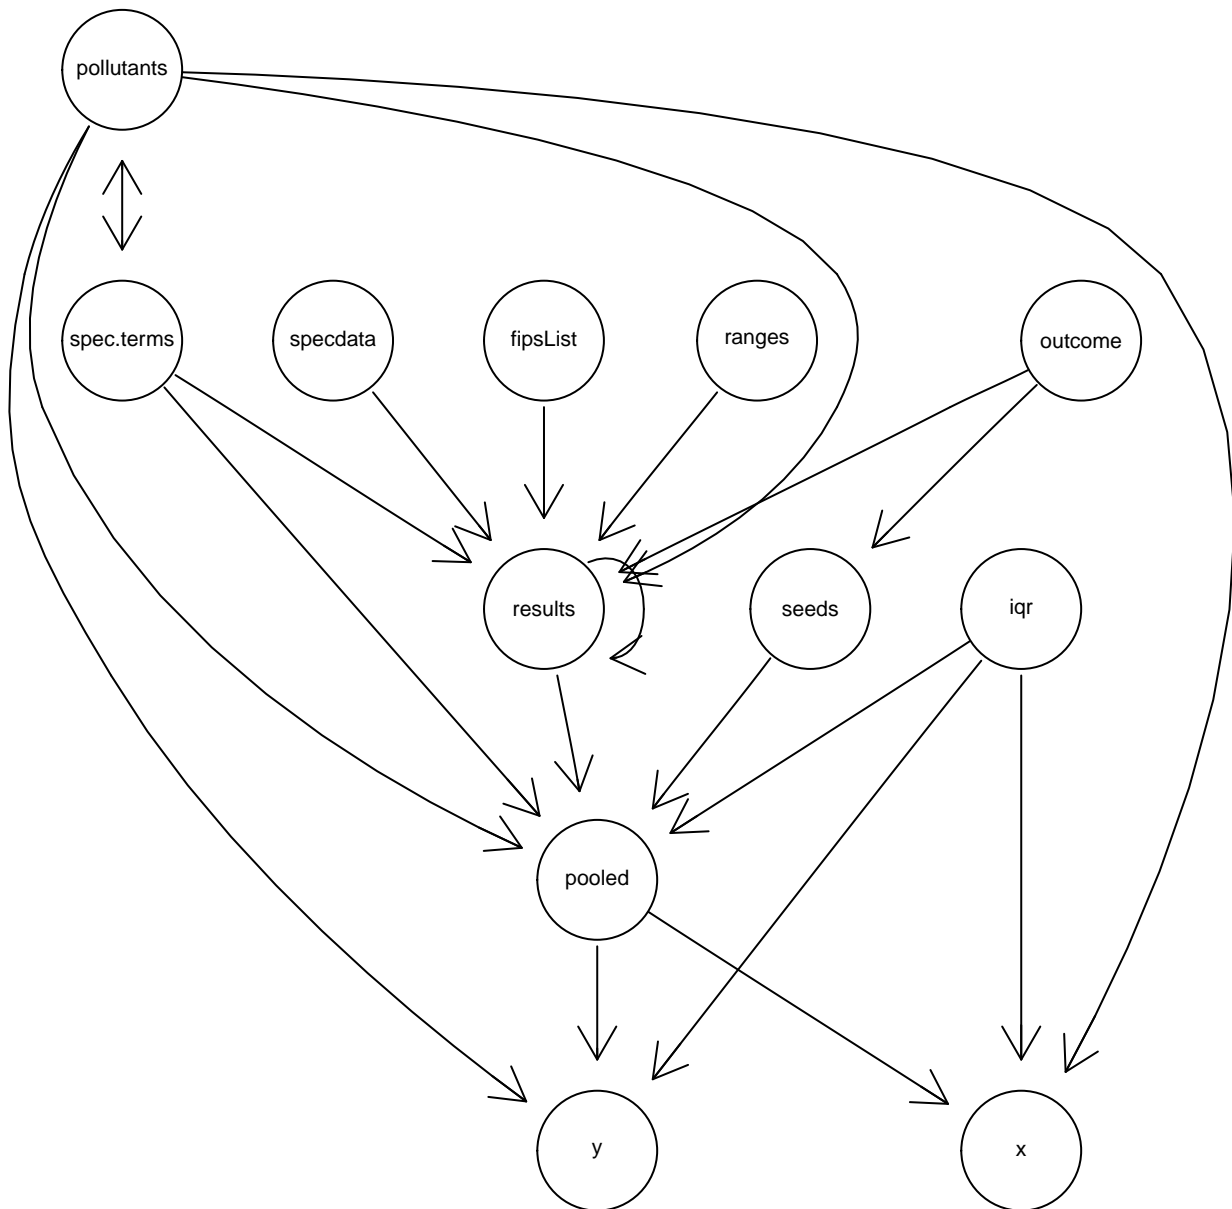 pollutants
spec.terms
specdata
fipsList
ranges
outcome
results
seeds
iqr
pooled
y
x